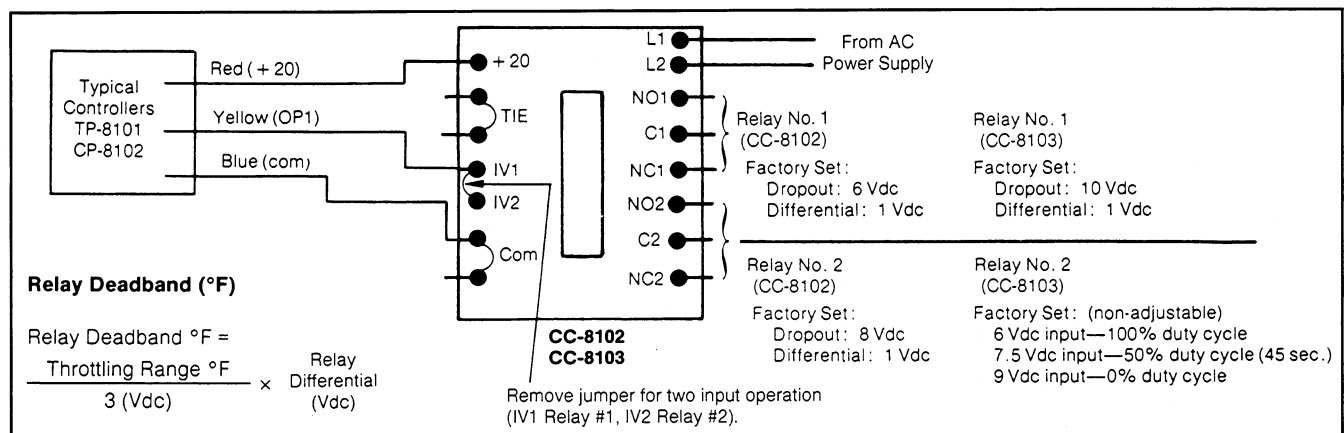 Typical
Controllers
TP-8101
CP-8102
Red (+ 20)
Yellow (OP1)
Blue (com)
+ 20
TIE
IV1
IV2
Com
L1
L2
NO1
C1
NC1
NO2
C2
NC2
CC-8102
CC-8103
From AC
Power Supply
Relay No. 1
(CC-8102)
Factory Set:
Dropout: 6 Vdc
Differential: 1 Vdc
Relay No. 1
(CC-8103)
Factory Set:
Dropout: 10 Vdc
Differential: 1 Vdc
Relay No. 2
(CC-8102)
Factory Set:
Dropout: 8 Vdc
Differential: 1 Vdc
Relay No. 2
(CC-8103)
Factory Set: (non-adjustable)
6 Vdc input—100% duty cycle
7.5 Vdc input—50% duty cycle (45 sec.)
9 Vdc input—0% duty cycle
Remove jumper for two input operation
(IV1 Relay #1, IV2 Relay #2).
Relay Deadband (°F)
Relay Deadband °F =
Throttling Range °F
3 (Vdc)
×
Relay
Differential
(Vdc)